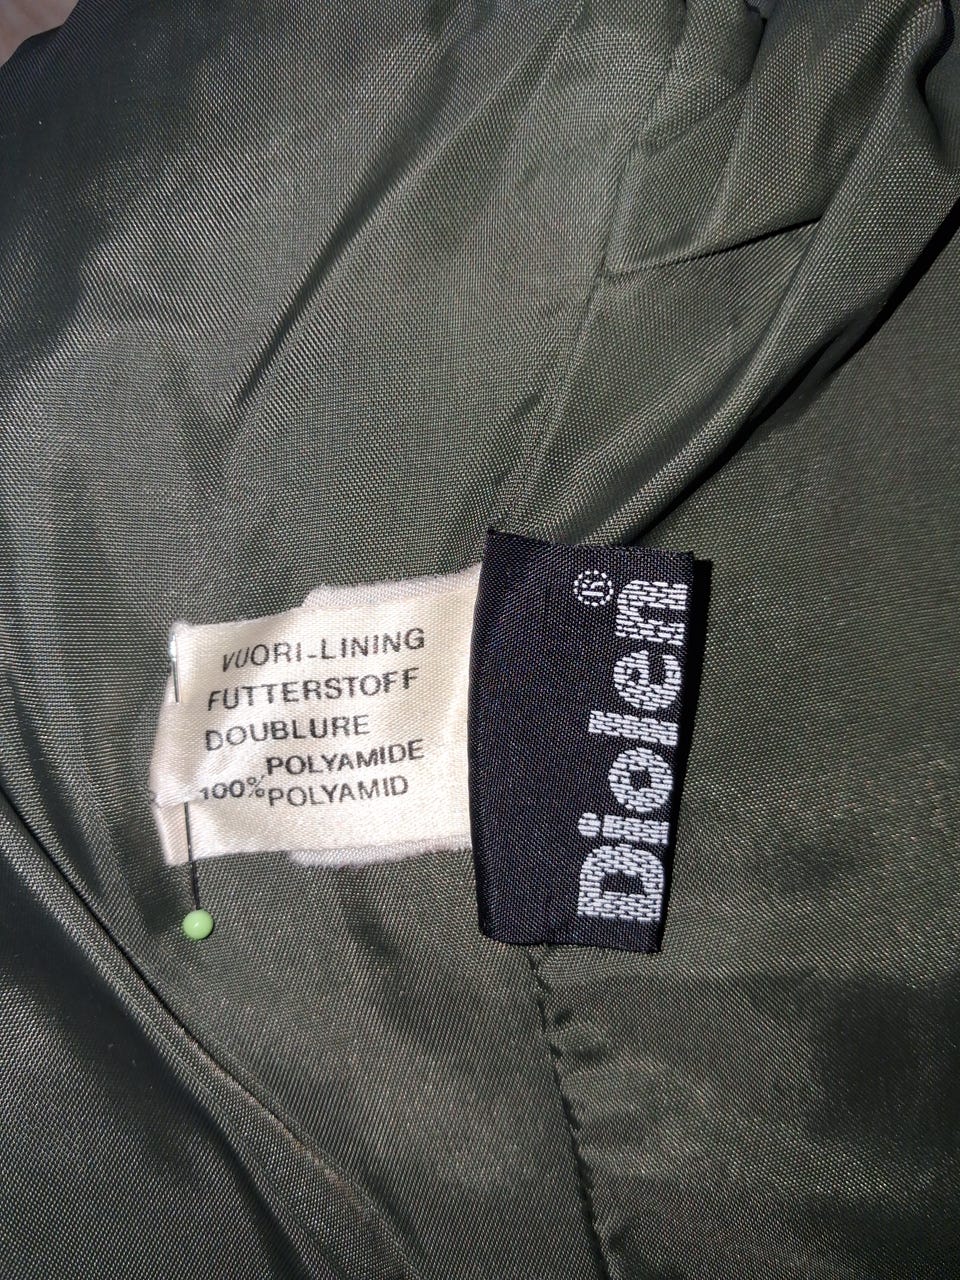 VUORI-LINING
FUTTERSTOFF
DOUBLURE
POLYAMIDE
100% POLYAMID
Diolen®